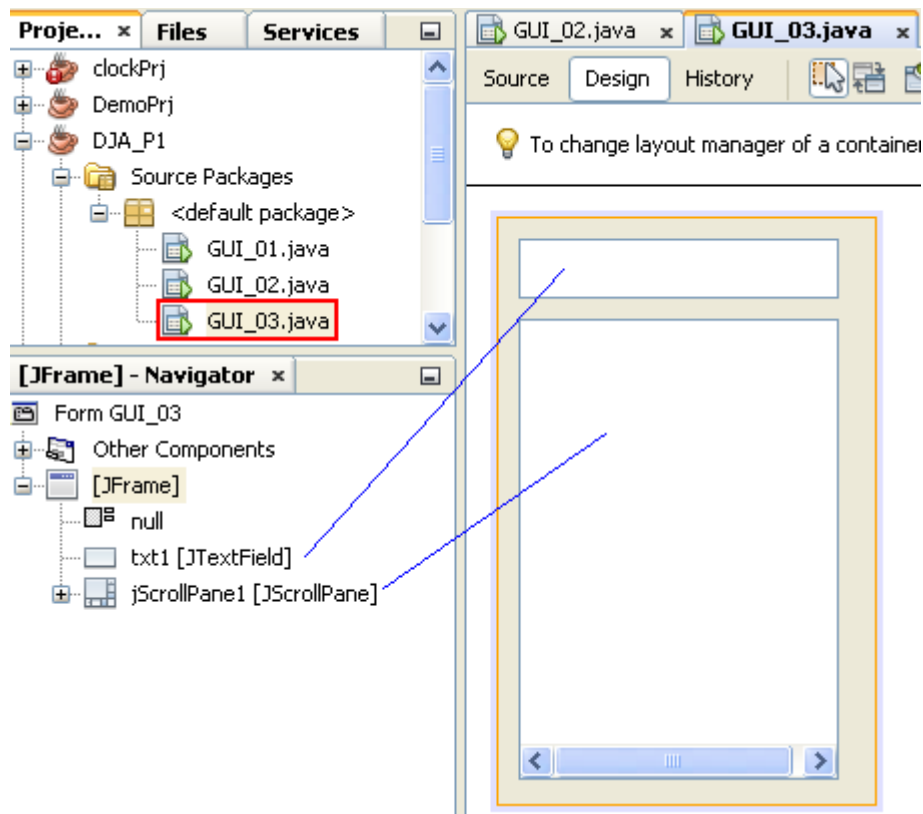 Proje... × Files Services
clockPrj
DemoPrj
DJA_P1
Source Packages
<default package>
GUI_01.java
GUI_02.java
GUI_03.java
[JFrame] - Navigator ×
Form GUI_03
Other Components
[JFrame]
null
txt1 [JTextField]
jScrollPane1 [JScrollPane]
GUI_02.java × GUI_03.java ×
Source Design History
To change layout manager of a container